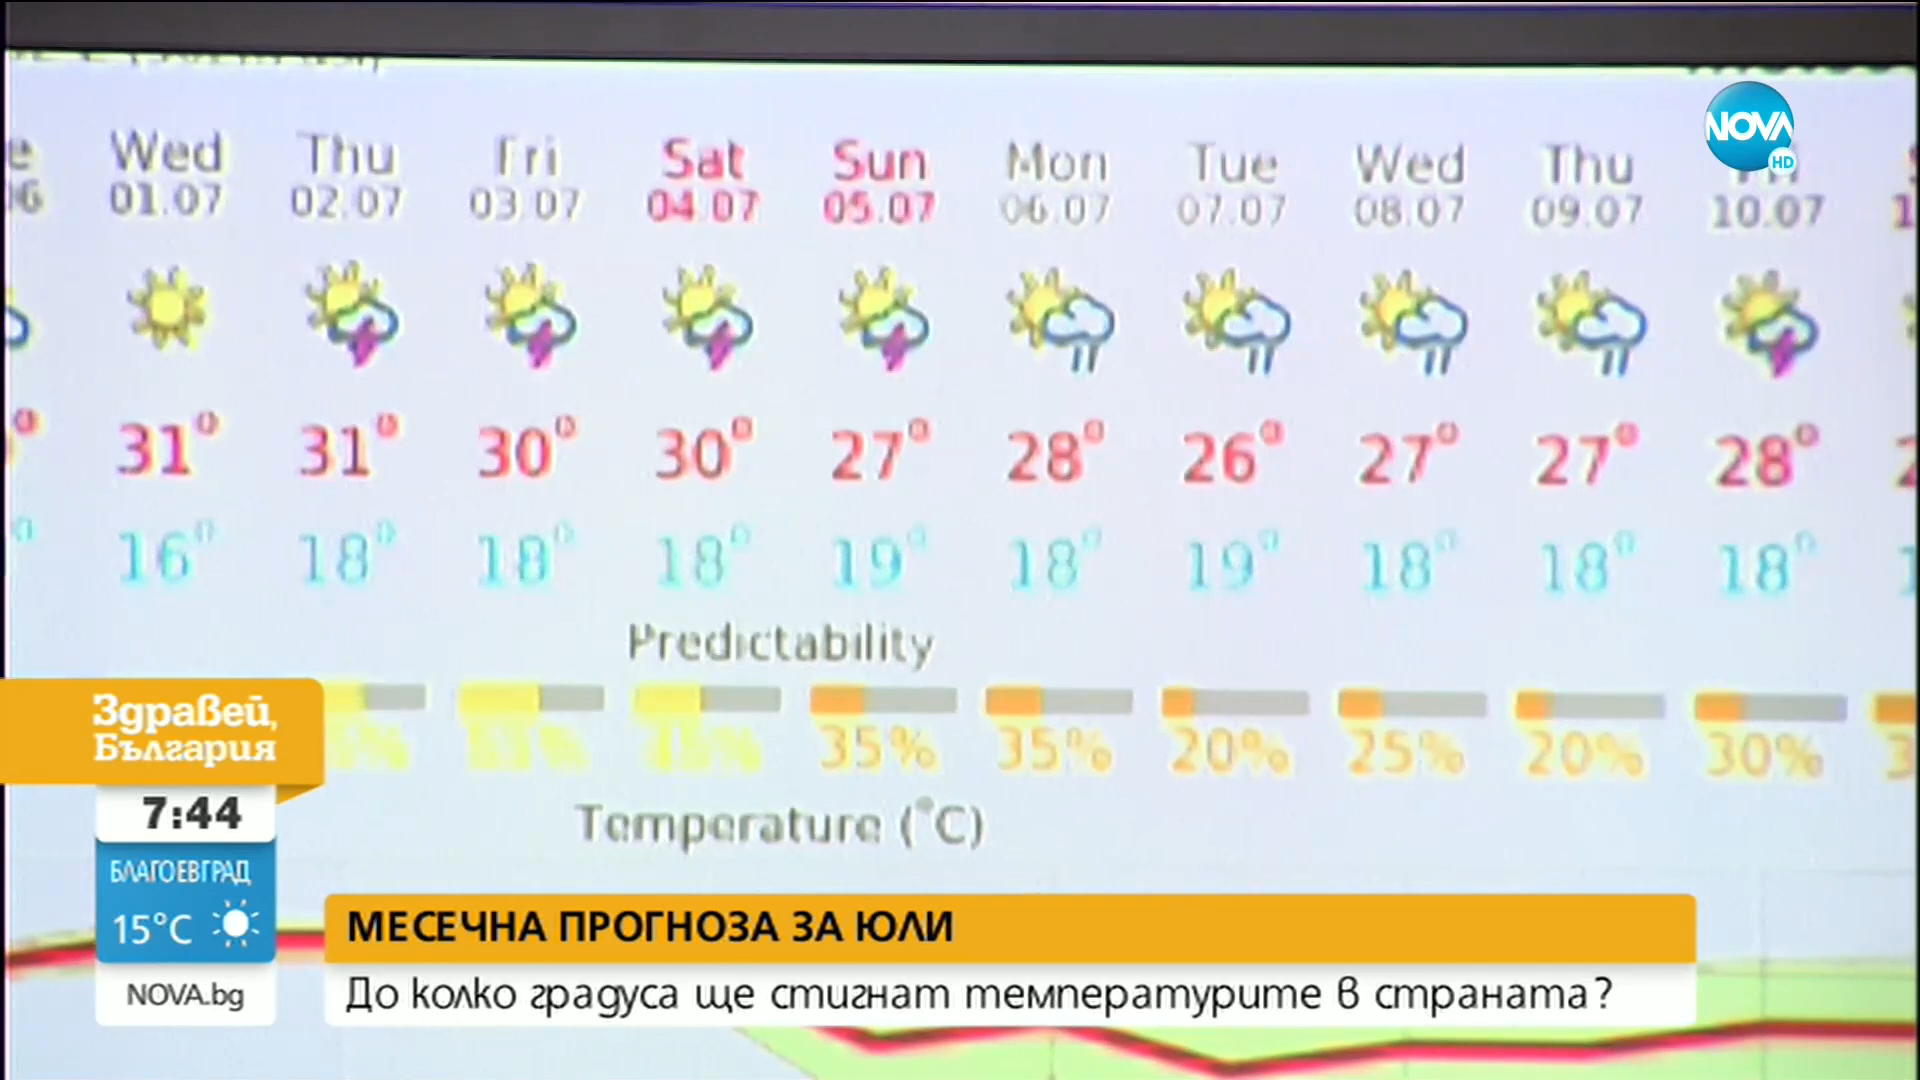 Wed Thu Fri Sat Sun Mon Tue Wed Thu
01.07 02.07 03.07 04.07 05.07 06.07 07.07 08.07 09.07 10.07
NOVA
HD
31° 31° 30° 30° 27° 28° 26° 27° 27° 28°
16° 18° 18° 18° 19° 18° 19° 18° 18° 18°
Predictability
35% 35% 20% 25% 20% 30%
Temperature (°C)
Здравей,
България
7:44
БЛАГОЕВГРАД
15°C
NOVA.bg
МЕСЕЧНА ПРОГНОЗА ЗА ЮЛИ
До колко градуса ще стигнат температурите в страната?